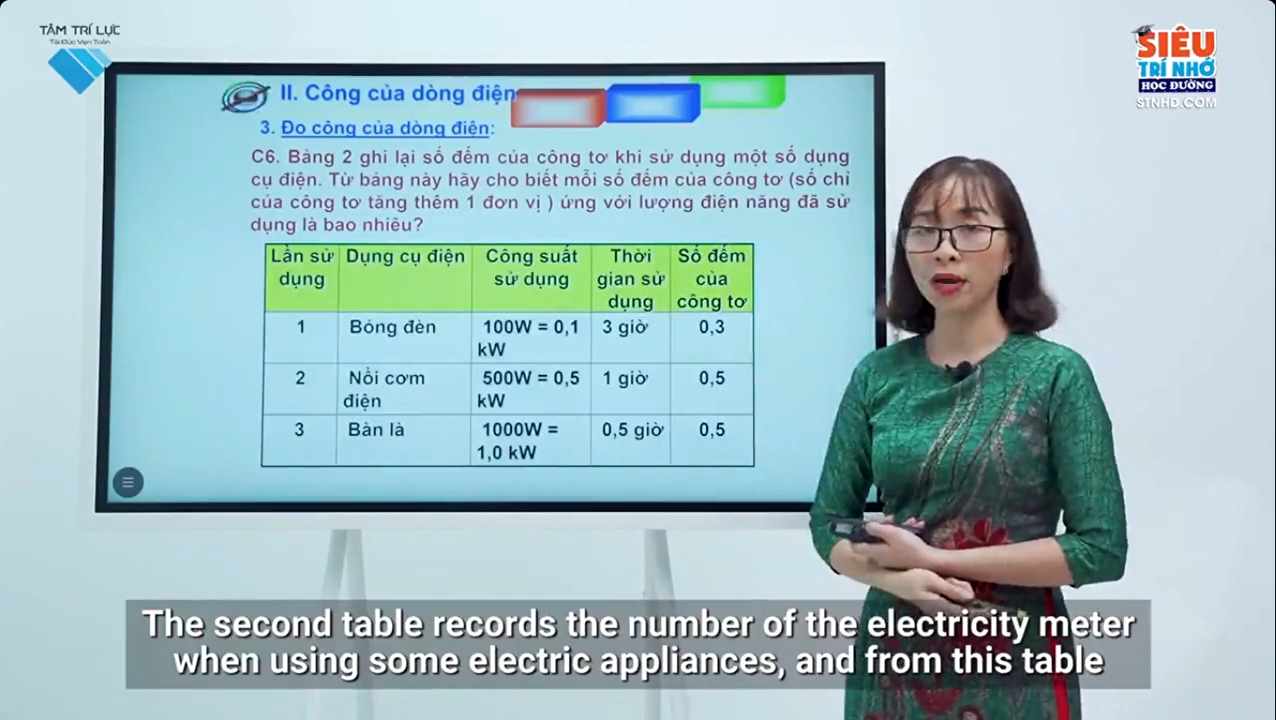 TÂM TRÍ LỰC
Tài Đức Vẹn Toàn
SIÊU
TRÍ NHỚ
HỌC ĐƯỜNG
STNHD.COM
II. Công của dòng điện
3. Đo công của dòng điện:
C6. Bảng 2 ghi lại số đếm của công tơ khi sử dụng một số dụng
cụ điện. Từ bảng này hãy cho biết mỗi số đếm của công tơ (số chỉ
của công tơ tăng thêm 1 đơn vị ) ứng với lượng điện năng đã sử
dụng là bao nhiêu?
Lần sử dụng Dụng cụ điện Công suất sử dụng Thời gian sử dụng Số đếm của công tơ
1 Bóng đèn 100W = 0,1 kW 3 giờ 0,3
2 Nồi cơm điện 500W = 0,5 kW 1 giờ 0,5
3 Bàn là 1000W = 1,0 kW 0,5 giờ 0,5
The second table records the number of the electricity meter
when using some electric appliances, and from this table